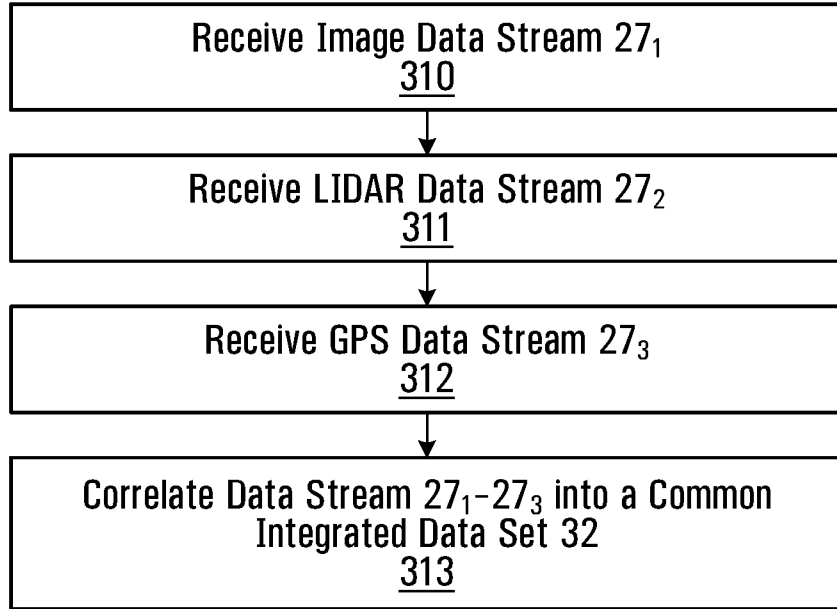 Receive Image Data Stream 27₁
310
Receive LIDAR Data Stream 27₂
311
Receive GPS Data Stream 27₃
312
Correlate Data Stream 27₁-27₃ into a Common
Integrated Data Set 32
313